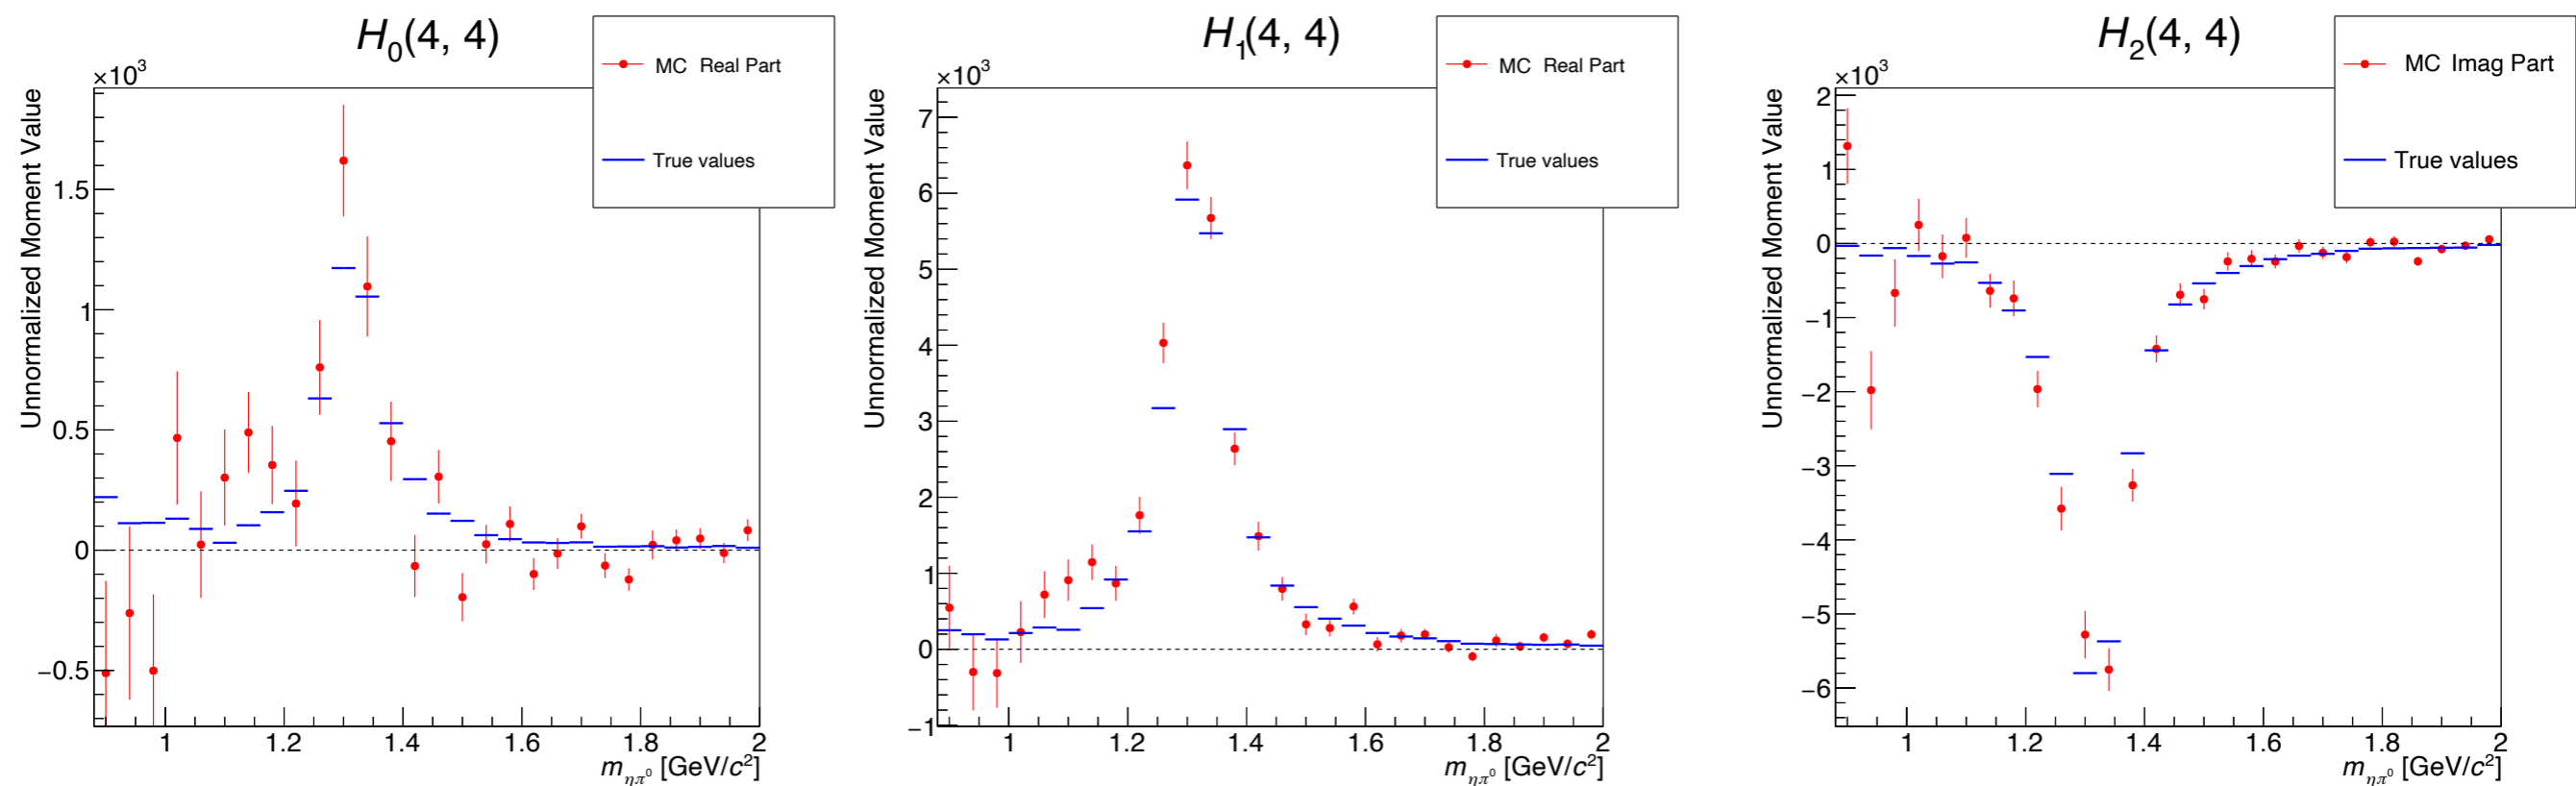 H₀(4, 4)
×10³
MC Real Part
True values
Unnormalized Moment Value
1.5
1
0.5
0
−0.5
1 1.2 1.4 1.6 1.8 2
m_ηπ⁰ [GeV/c²]
H₁(4, 4)
×10³
MC Real Part
True values
Unnormalized Moment Value
7
6
5
4
3
2
1
0
−1
1 1.2 1.4 1.6 1.8 2
m_ηπ⁰ [GeV/c²]
H₂(4, 4)
×10³
MC Imag Part
True values
Unnormalized Moment Value
2
1
0
−1
−2
−3
−4
−5
−6
1 1.2 1.4 1.6 1.8 2
m_ηπ⁰ [GeV/c²]